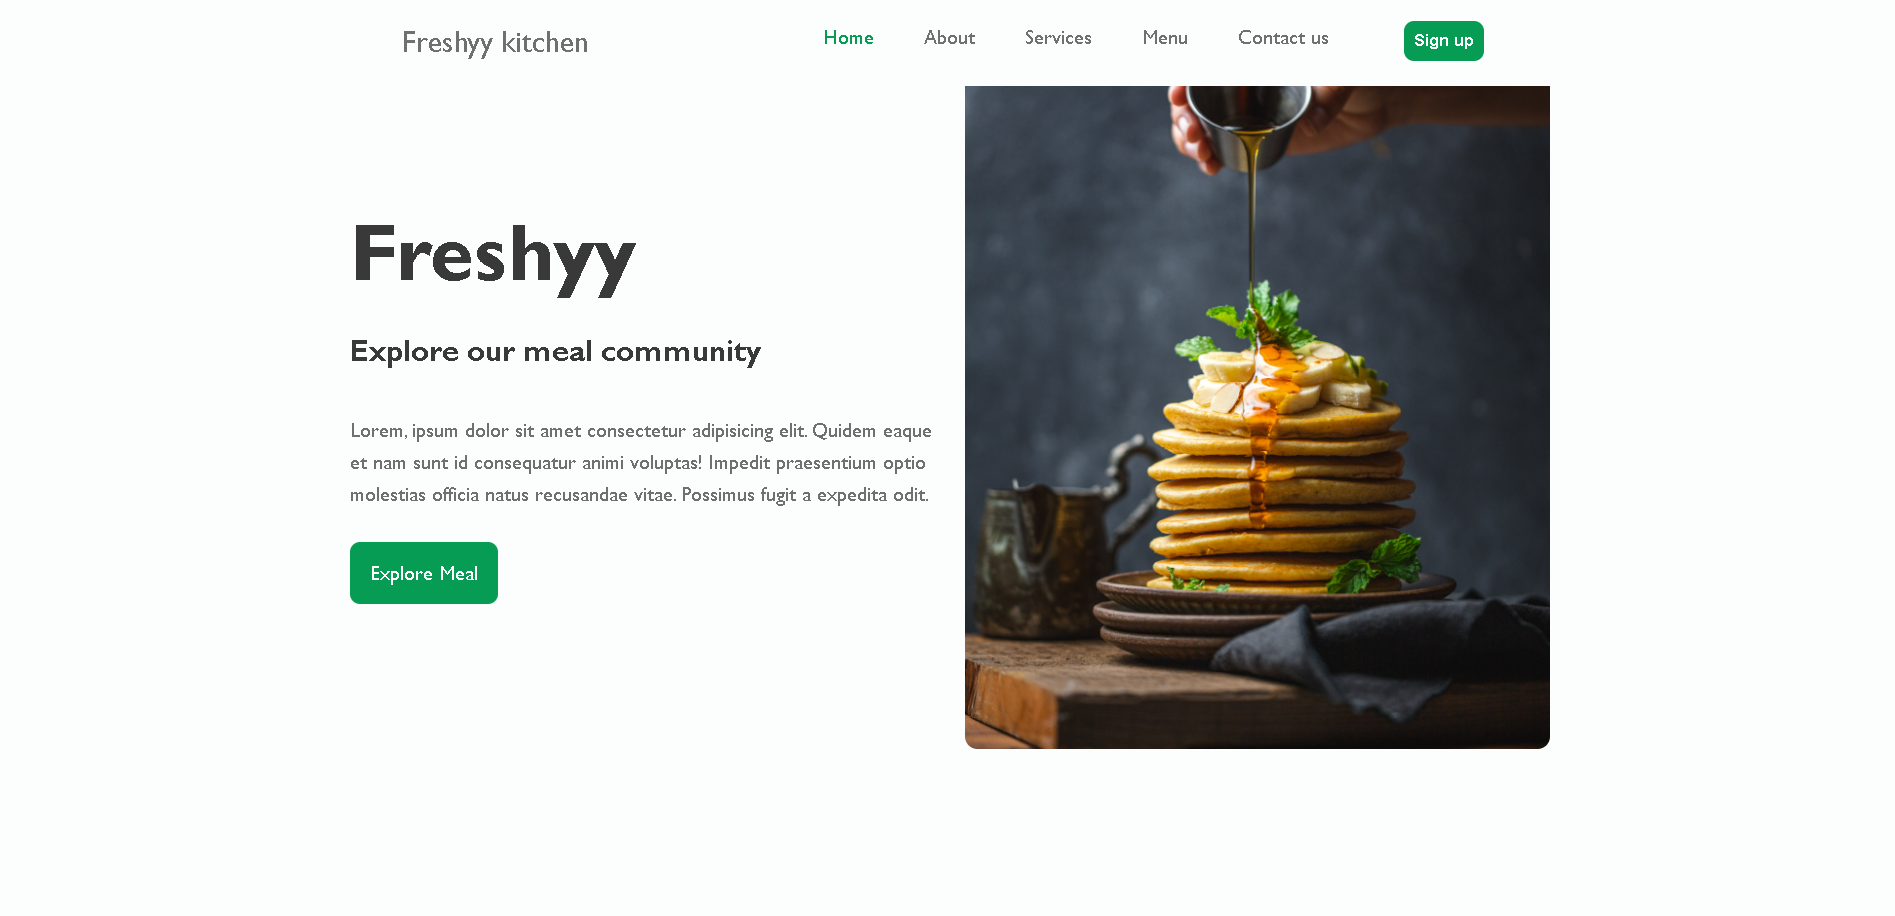 Freshyy kitchen
Home About Services Menu Contact us Sign up
Freshyy
Explore our meal community
Lorem, ipsum dolor sit amet consectetur adipisicing elit. Quidem eaque
et nam sunt id consequatur animi voluptas! Impedit praesentium optio
molestias officia natus recusandae vitae. Possimus fugit a expedita odit.
Explore Meal